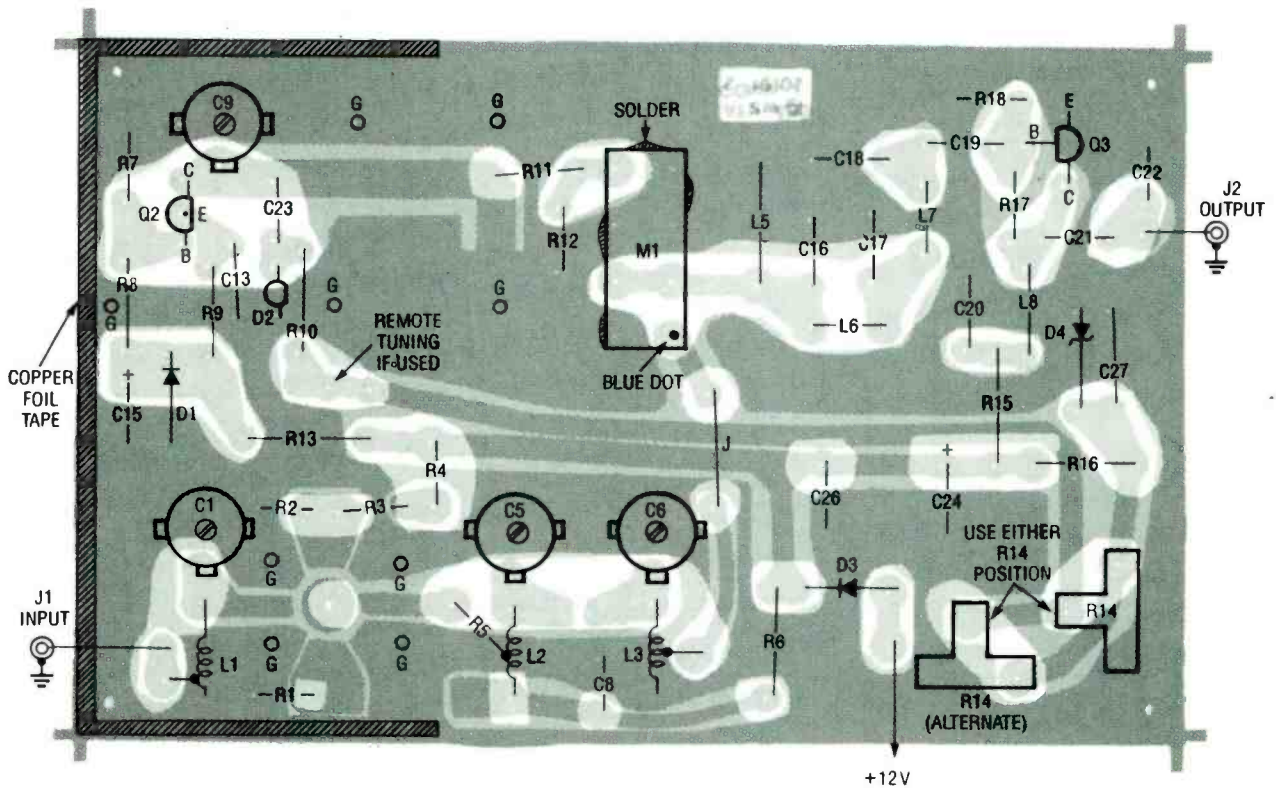 C9
G
G
SOLDER
R18
E
R7
C
R11
C18
C19
B
Q3
C22
Q2
E
C23
C
J2
OUTPUT
B
R12
M1
L5
C16
C17
L7
R17
C21
R8
C13
R9
D2
R10
G
G
G
L6
C20
L8
D4
REMOTE
TUNING
IF USED
BLUE DOT
COPPER
FOIL
TAPE
+
C15
D1
R15
C27
R13
R4
J
+
R16
C26
C24
C1
R2
R3
C5
C6
USE EITHER
R14
POSITION
G
G
D3
R14
J1
INPUT
R5
R6
L1
G
G
L2
L3
C8
R1
R14
(ALTERNATE)
+12V